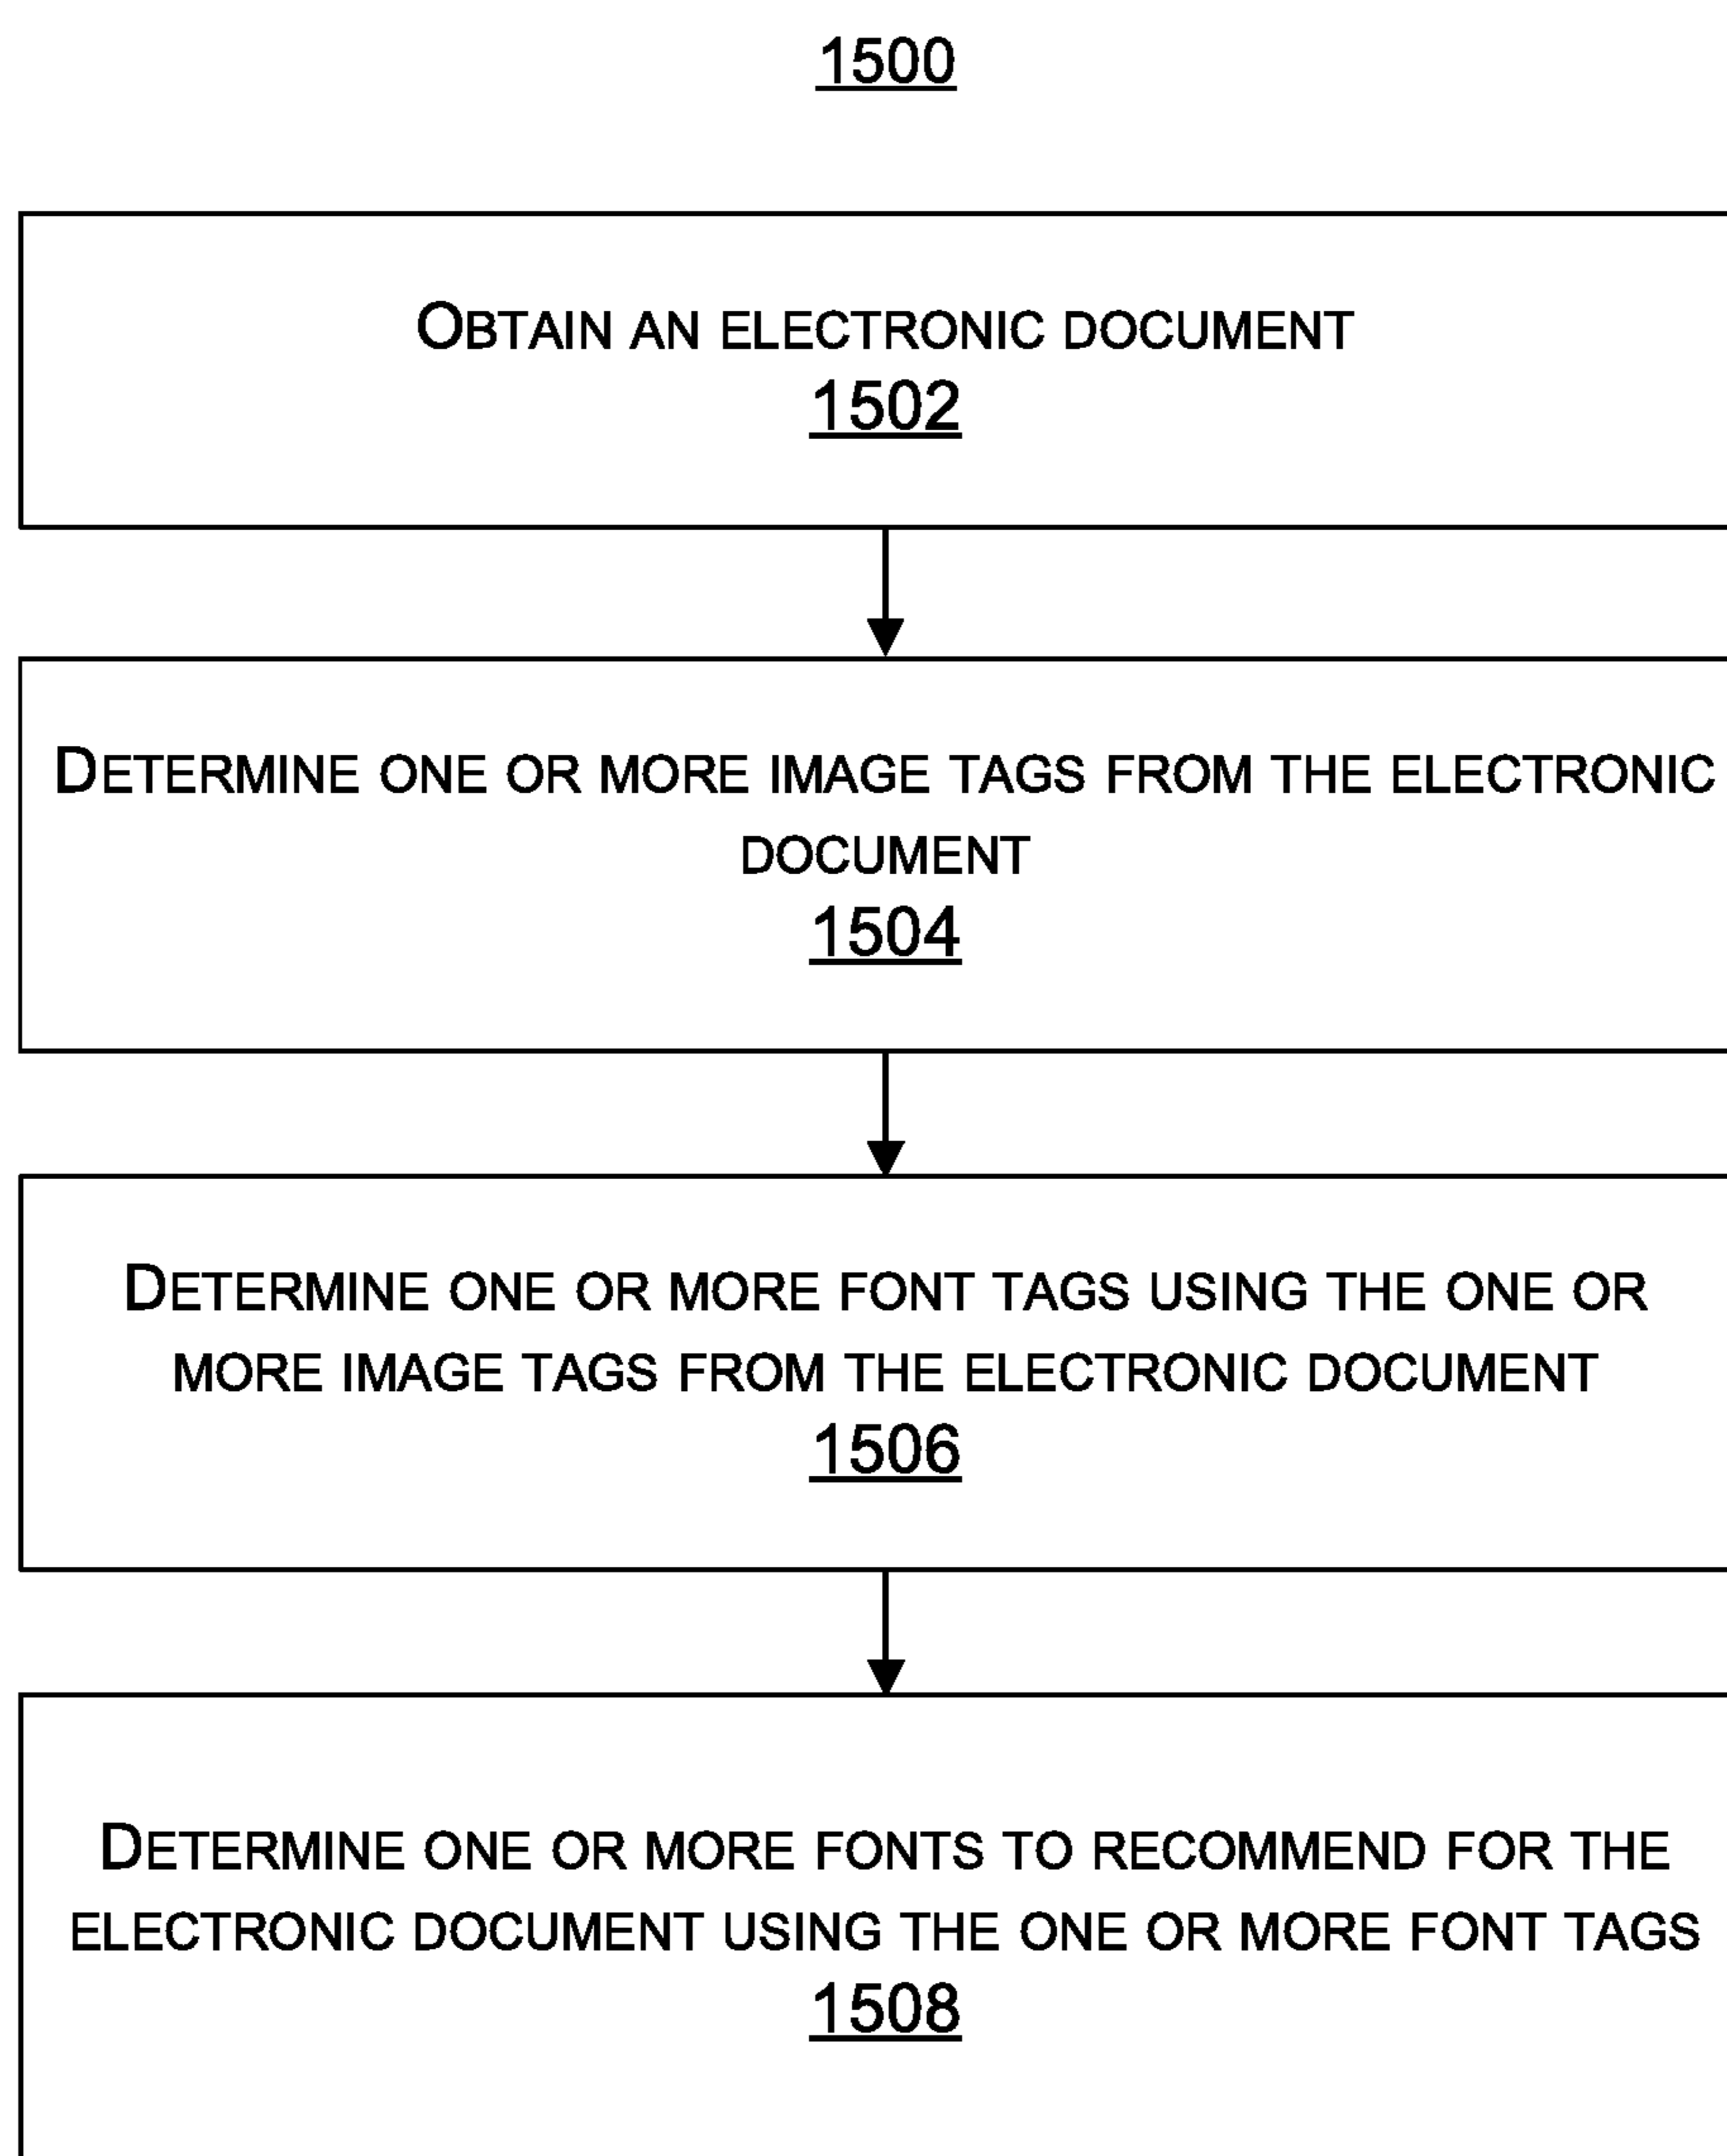 1500
Obtain an electronic document
1502
Determine one or more image tags from the electronic
document
1504
Determine one or more font tags using the one or
more image tags from the electronic document
1506
Determine one or more fonts to recommend for the
electronic document using the one or more font tags
1508